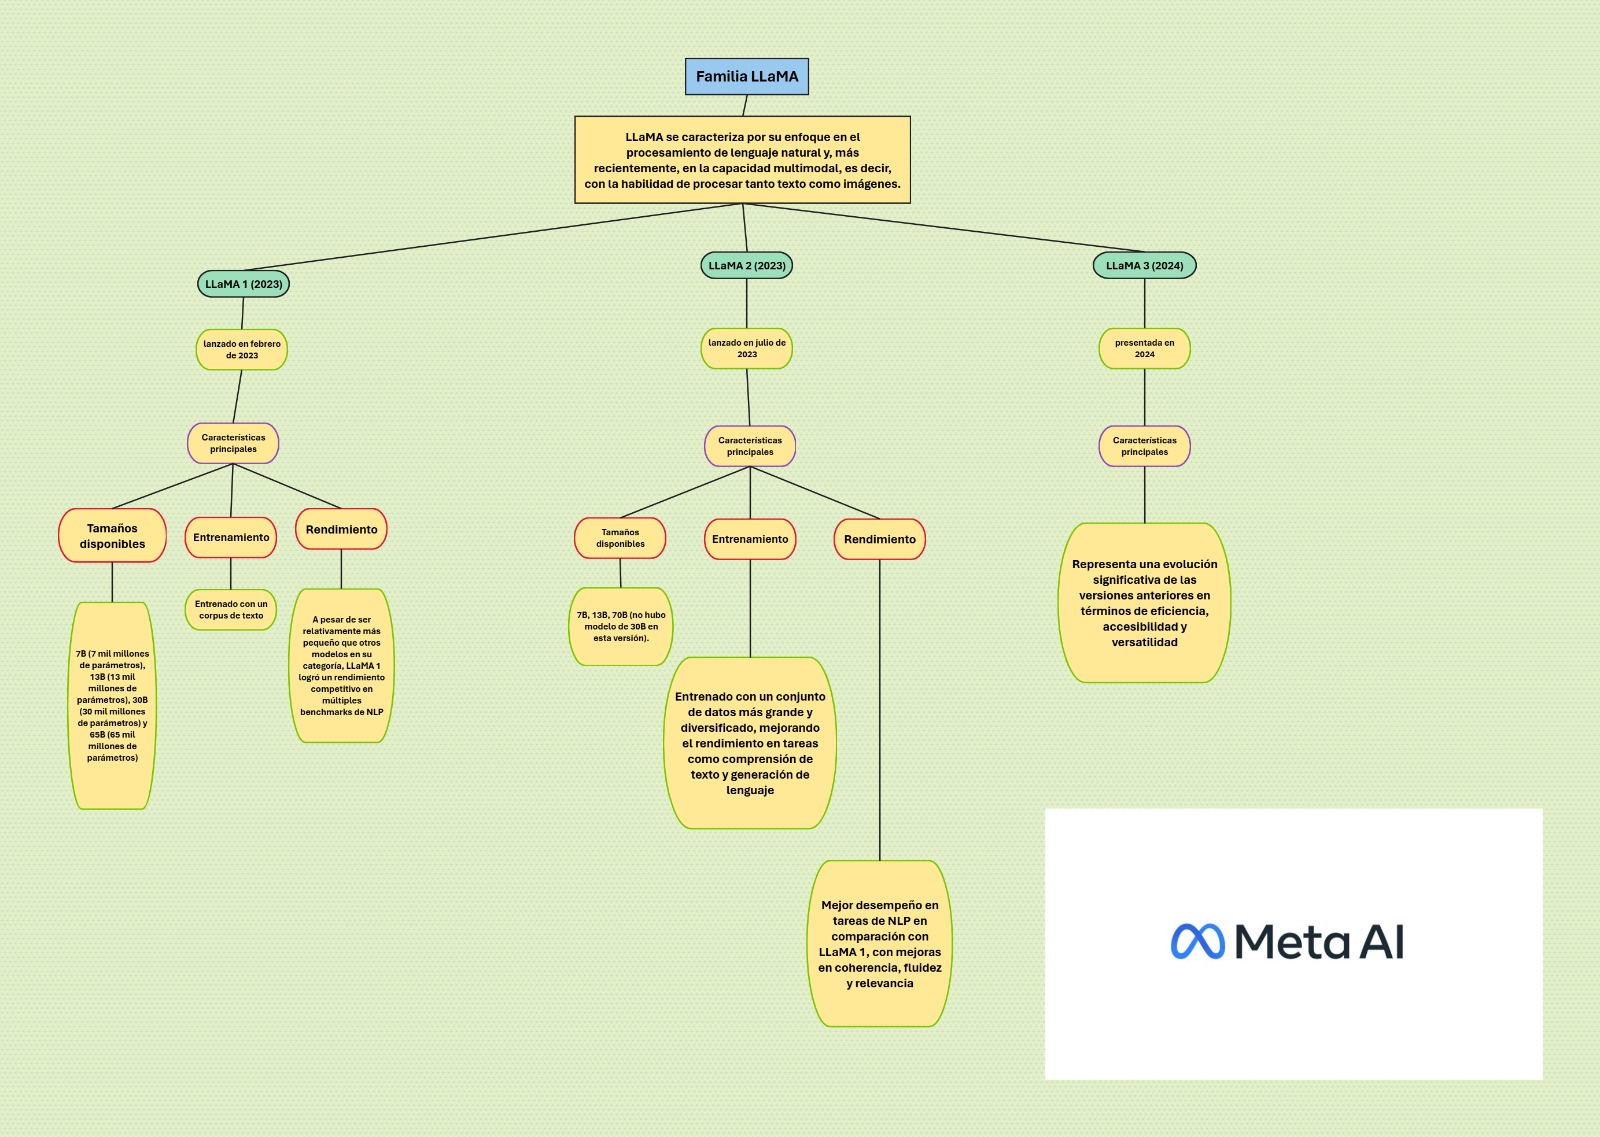 Familia LLaMA
LLaMA se caracteriza por su enfoque en el
procesamiento de lenguaje natural y, más
recientemente, en la capacidad multimodal, es decir,
con la habilidad de procesar tanto texto como imágenes.
LLaMA 1 (2023)
lanzado en febrero
de 2023
Características
principales
Tamaños
disponibles
7B (7 mil millones
de parámetros),
13B (13 mil
millones de
parámetros), 30B
(30 mil millones
de parámetros) y
65B (65 mil
millones de
parámetros)
Entrenamiento
Entrenado con un
corpus de texto
Rendimiento
A pesar de ser
relativamente más
pequeño que otros
modelos en su
categoría, LLaMA 1
logró un rendimiento
competitivo en
múltiples
benchmarks de NLP
LLaMA 2 (2023)
lanzado en julio de
2023
Características
principales
Tamaños
disponibles
7B, 13B, 70B (no hubo
modelo de 30B en
esta versión).
Entrenamiento
Entrenado con un conjunto
de datos más grande y
diversificado, mejorando
el rendimiento en tareas
como comprensión de
texto y generación de
lenguaje
Rendimiento
Mejor desempeño en
tareas de NLP en
comparación con
LLaMA 1, con mejoras
en coherencia, fluidez
y relevancia
LLaMA 3 (2024)
presentada en
2024
Características
principales
Representa una evolución
significativa de las
versiones anteriores en
términos de eficiencia,
accesibilidad y
versatilidad
Meta AI